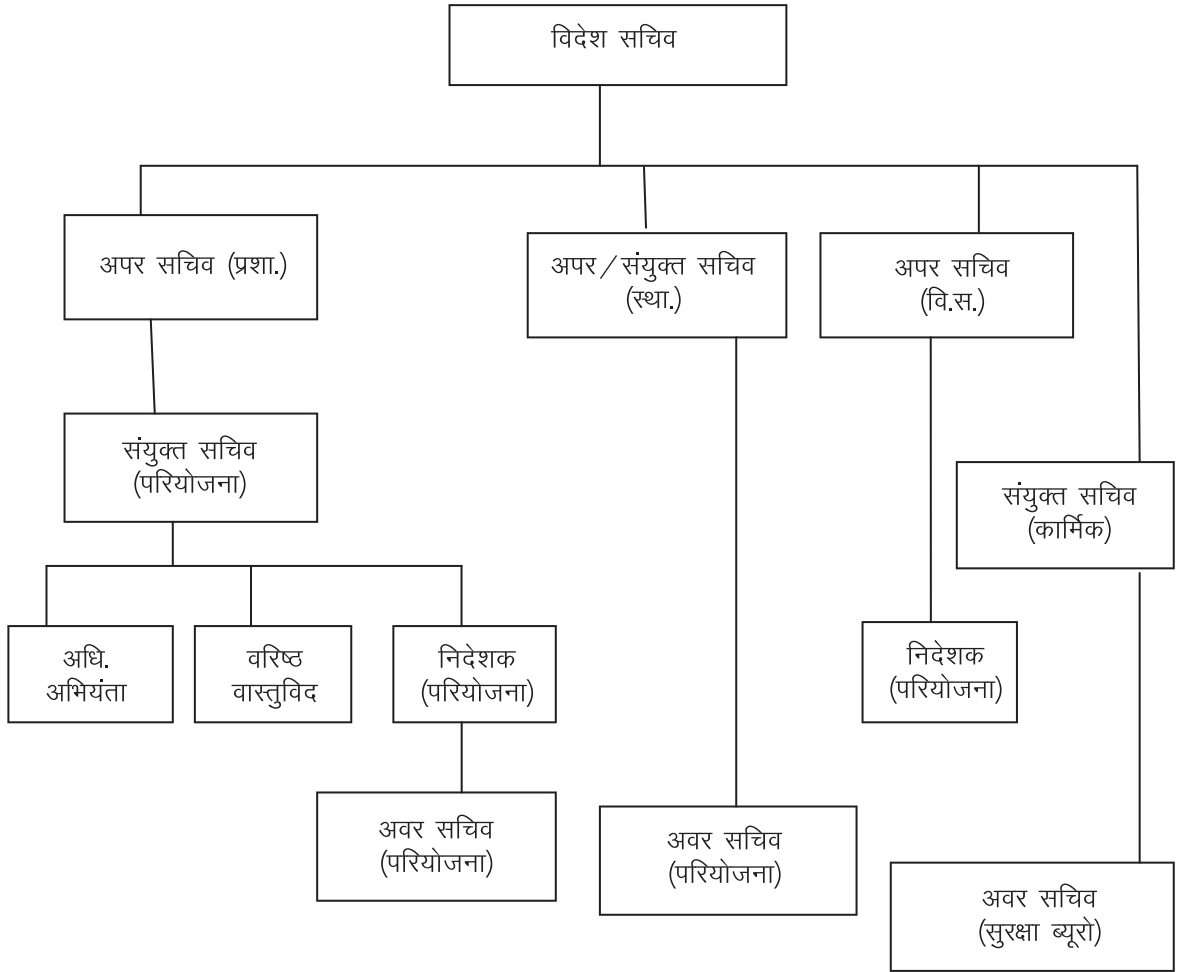 विदेश सचिव
अपर सचिव (प्रशा.)
अपर/संयुक्त सचिव
(स्था.)
अपर सचिव
(वि.स.)
संयुक्त सचिव
(परियोजना)
संयुक्त सचिव
(कार्मिक)
अधि.
अभियंता
वरिष्ठ
वास्तुविद
निदेशक
(परियोजना)
निदेशक
(परियोजना)
अवर सचिव
(परियोजना)
अवर सचिव
(परियोजना)
अवर सचिव
(सुरक्षा ब्यूरो)